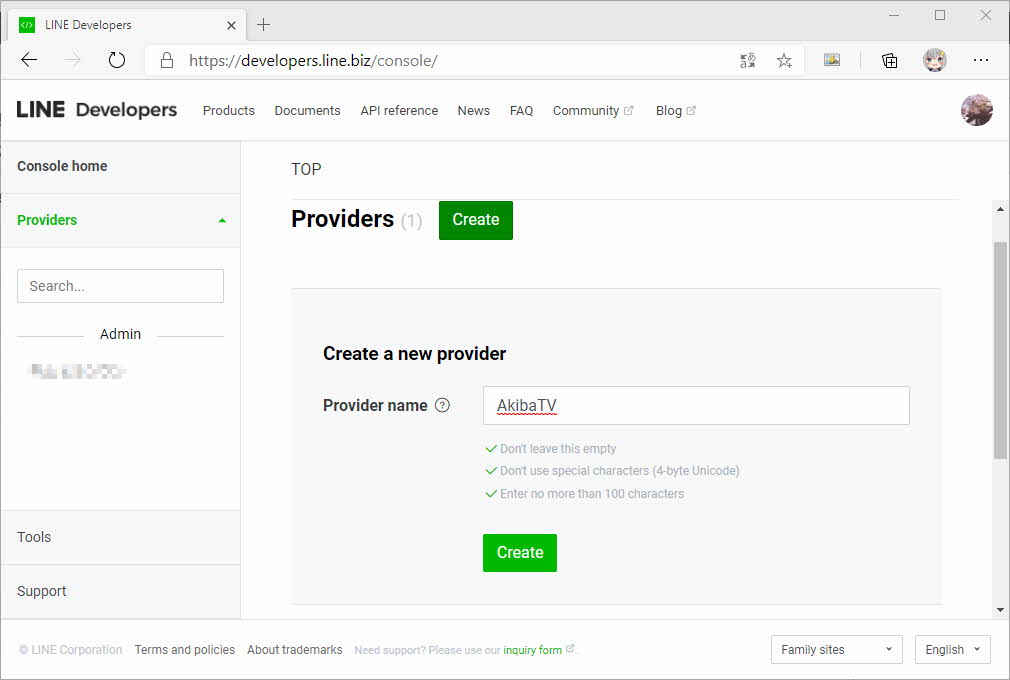 LINE Developers
https://developers.line.biz/console/
LINE Developers Products Documents API reference News FAQ Community Blog
Console home
Providers
Search...
Admin
Tools
Support
TOP
Providers (1) Create
Create a new provider
Provider name ? AkibaTV
Don't leave this empty
Don't use special characters (4-byte Unicode)
Enter no more than 100 characters
Create
© LINE Corporation Terms and policies About trademarks Need support? Please use our inquiry form . Family sites English